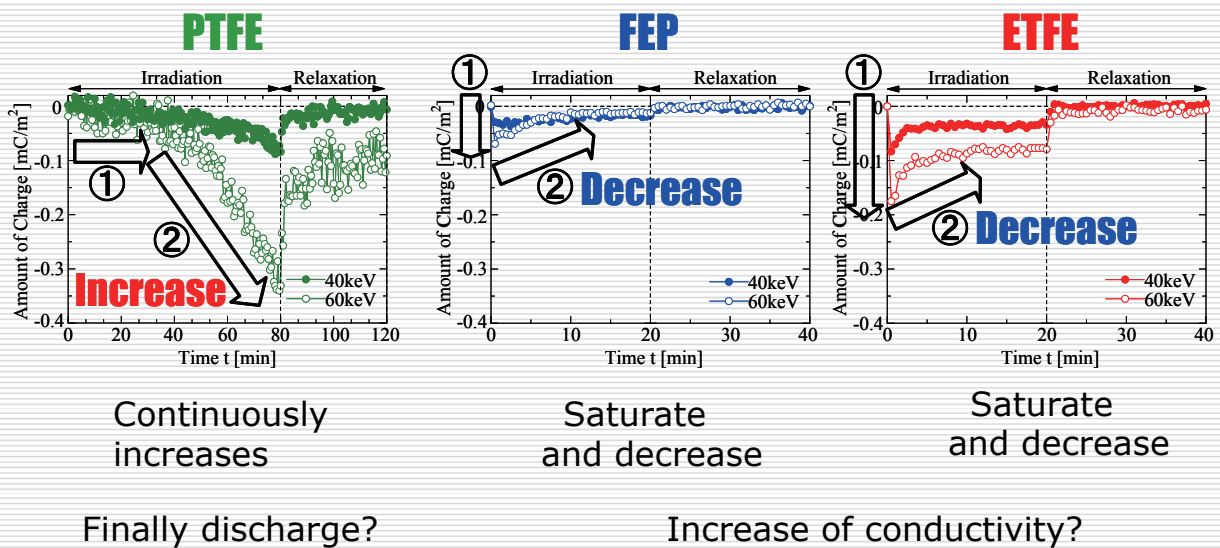 PTFE
FEP
ETFE
Irradiation
Relaxation
Amount of Charge [mC/m²]
0
-0.1
-0.2
-0.3
-0.4
①
②
Increase
40keV
60keV
0 20 40 60 80 100 120
Time t [min]
①
Irradiation
Relaxation
Amount of Charge [mC/m²]
0
-0.1
-0.2
-0.3
-0.4
② Decrease
40keV
60keV
0 10 20 30 40
Time t [min]
①
Irradiation
Relaxation
Amount of Charge [mC/m²]
0
-0.1
-0.2
-0.3
-0.4
② Decrease
40keV
60keV
0 10 20 30 40
Time t [min]
Continuously
increases
Saturate
and decrease
Saturate
and decrease
Finally discharge?
Increase of conductivity?